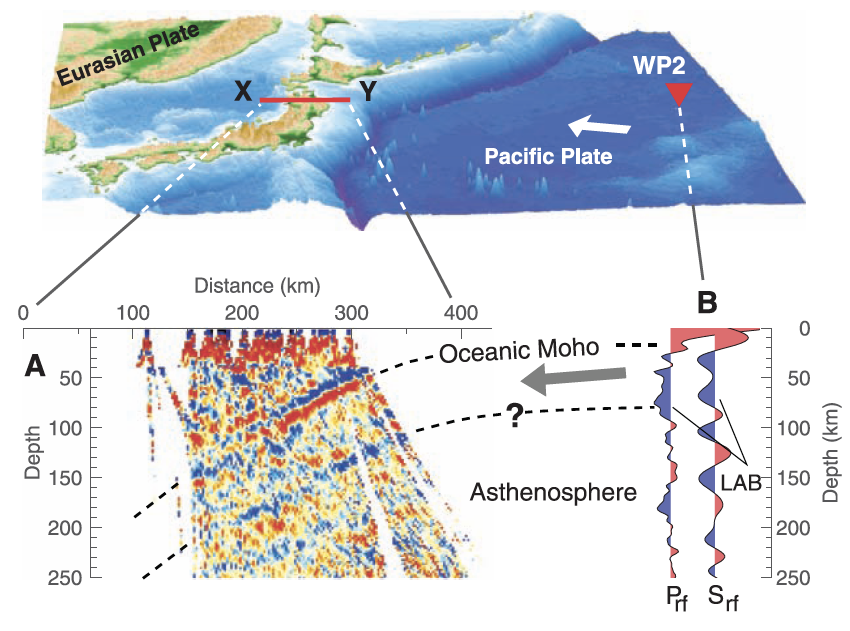 Eurasian Plate
WP2
X
Y
Pacific Plate
Distance (km)
B
0 100 200 300 400
0
A
Oceanic Moho
50
50
100
?
100
Depth
Depth (km)
150
Asthenosphere
LAB
150
200
200
250
250
Prf Srf